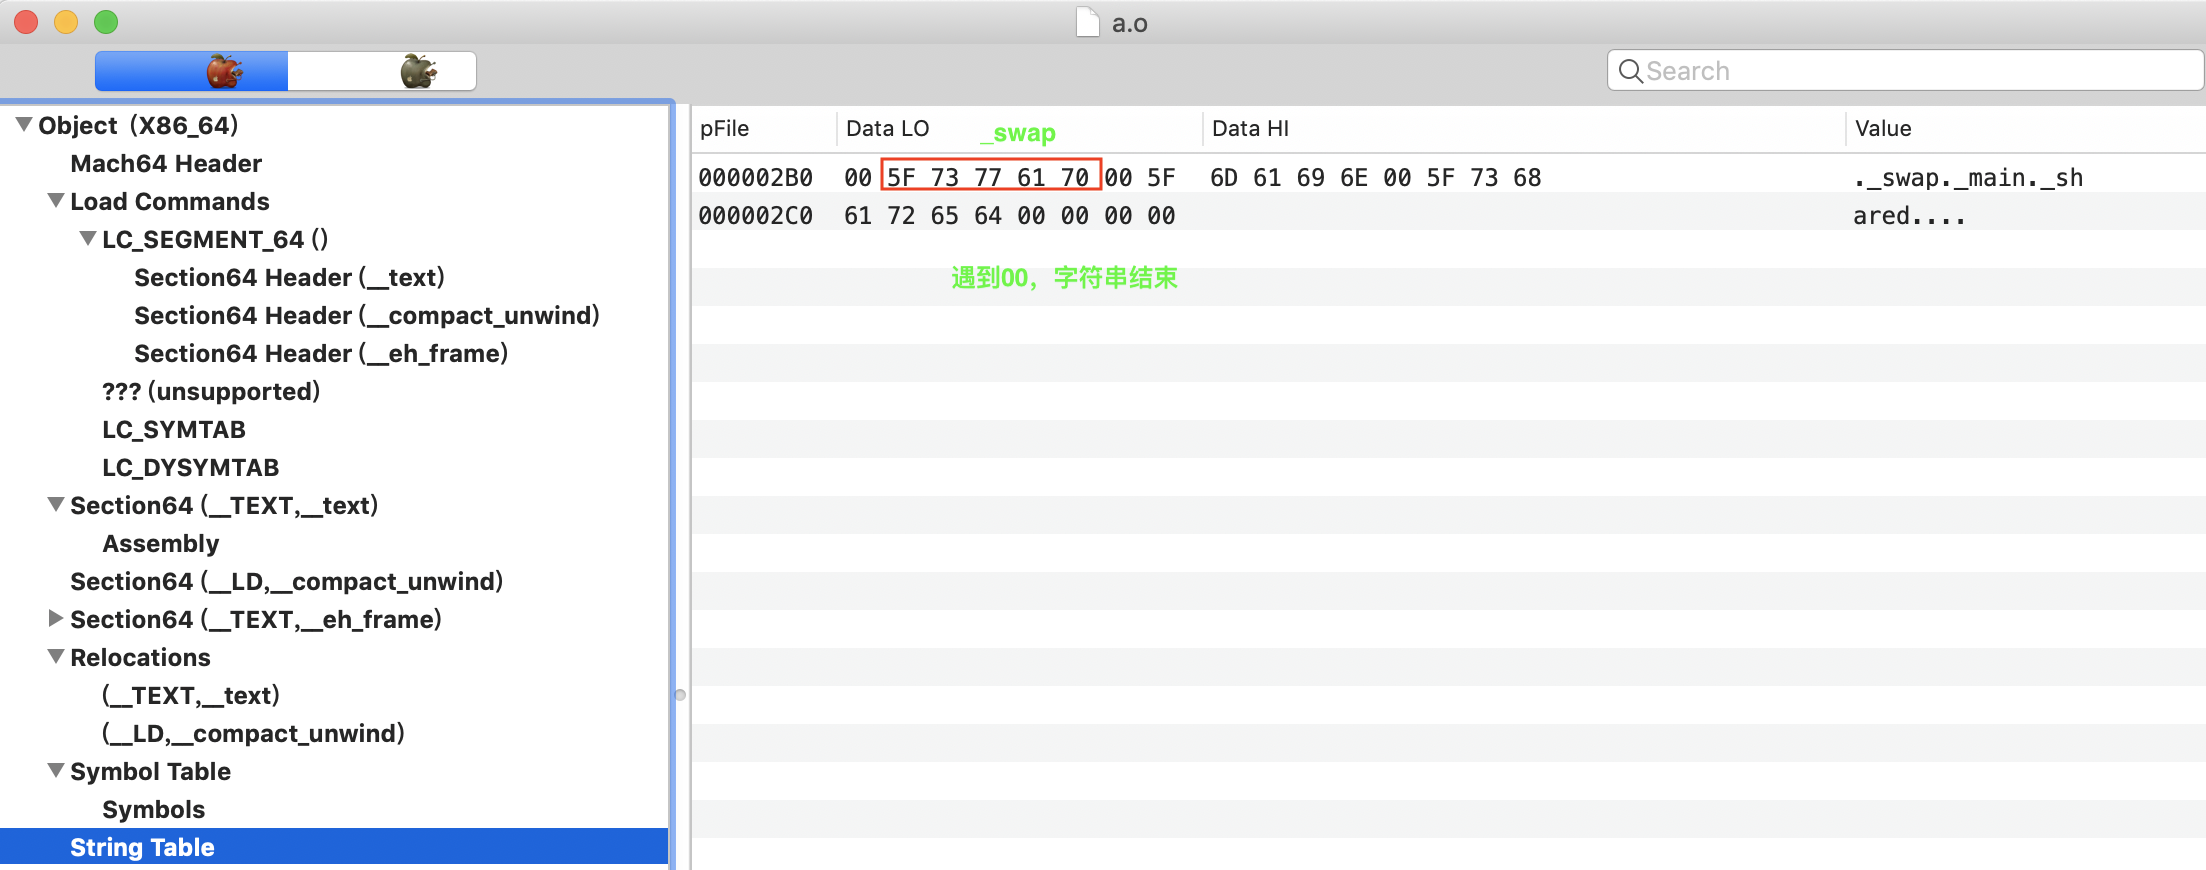 a.o
Search
Object (X86_64)
Mach64 Header
Load Commands
LC_SEGMENT_64 ()
Section64 Header (__text)
Section64 Header (__compact_unwind)
Section64 Header (__eh_frame)
??? (unsupported)
LC_SYMTAB
LC_DYSYMTAB
Section64 (__TEXT,__text)
Assembly
Section64 (__LD,__compact_unwind)
Section64 (__TEXT,__eh_frame)
Relocations
(__TEXT,__text)
(__LD,__compact_unwind)
Symbol Table
Symbols
String Table
pFile Data LO _swap Data HI Value
000002B0 00 5F 73 77 61 70 00 5F 6D 61 69 6E 00 5F 73 68 ._swap._main._sh
000002C0 61 72 65 64 00 00 00 00 ared....
遇到00，字符串结束